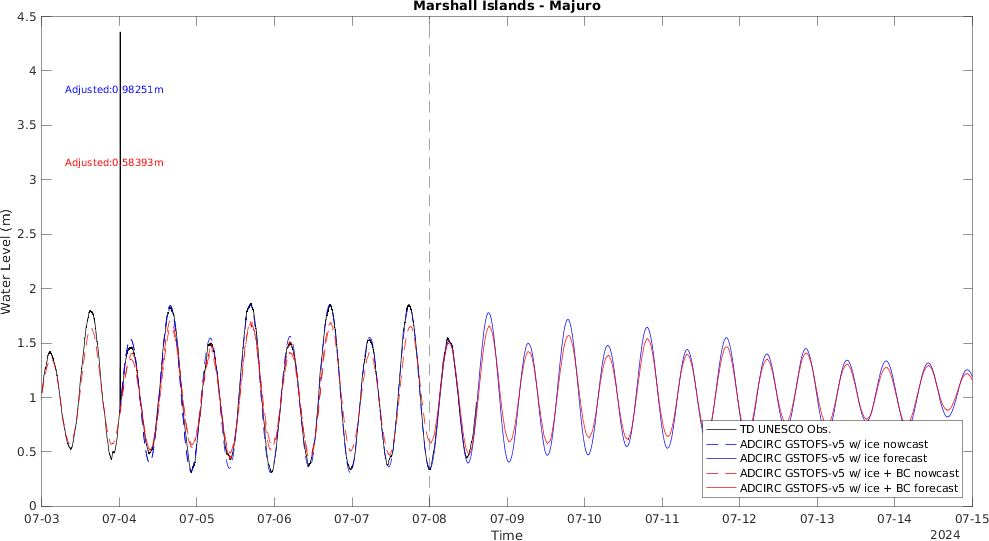 Marshall Islands - Majuro
4.5
4
3.5
3
2.5
2
1.5
1
0.5
0
Water Level (m)
Adjusted:0.98251m
Adjusted:0.58393m
TD UNESCO Obs.
ADCIRC GSTOFS-v5 w/ ice nowcast
ADCIRC GSTOFS-v5 w/ ice forecast
ADCIRC GSTOFS-v5 w/ ice + BC nowcast
ADCIRC GSTOFS-v5 w/ ice + BC forecast
07-03 07-04 07-05 07-06 07-07 07-08 07-09 07-10 07-11 07-12 07-13 07-14 07-15
Time
2024